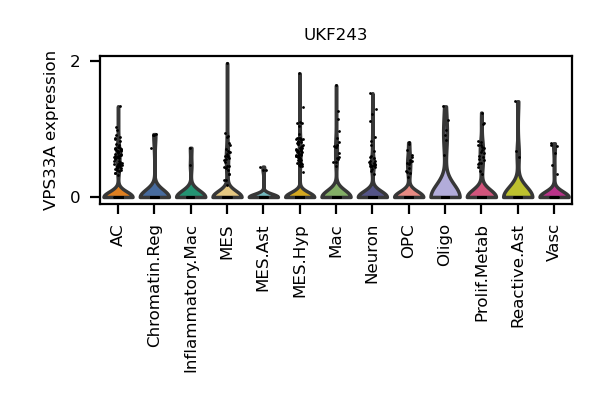 UKF243
VPS33A expression
2
0
AC
Chromatin.Reg
Inflammatory.Mac
MES
MES.Ast
MES.Hyp
Mac
Neuron
OPC
Oligo
Prolif.Metab
Reactive.Ast
Vasc